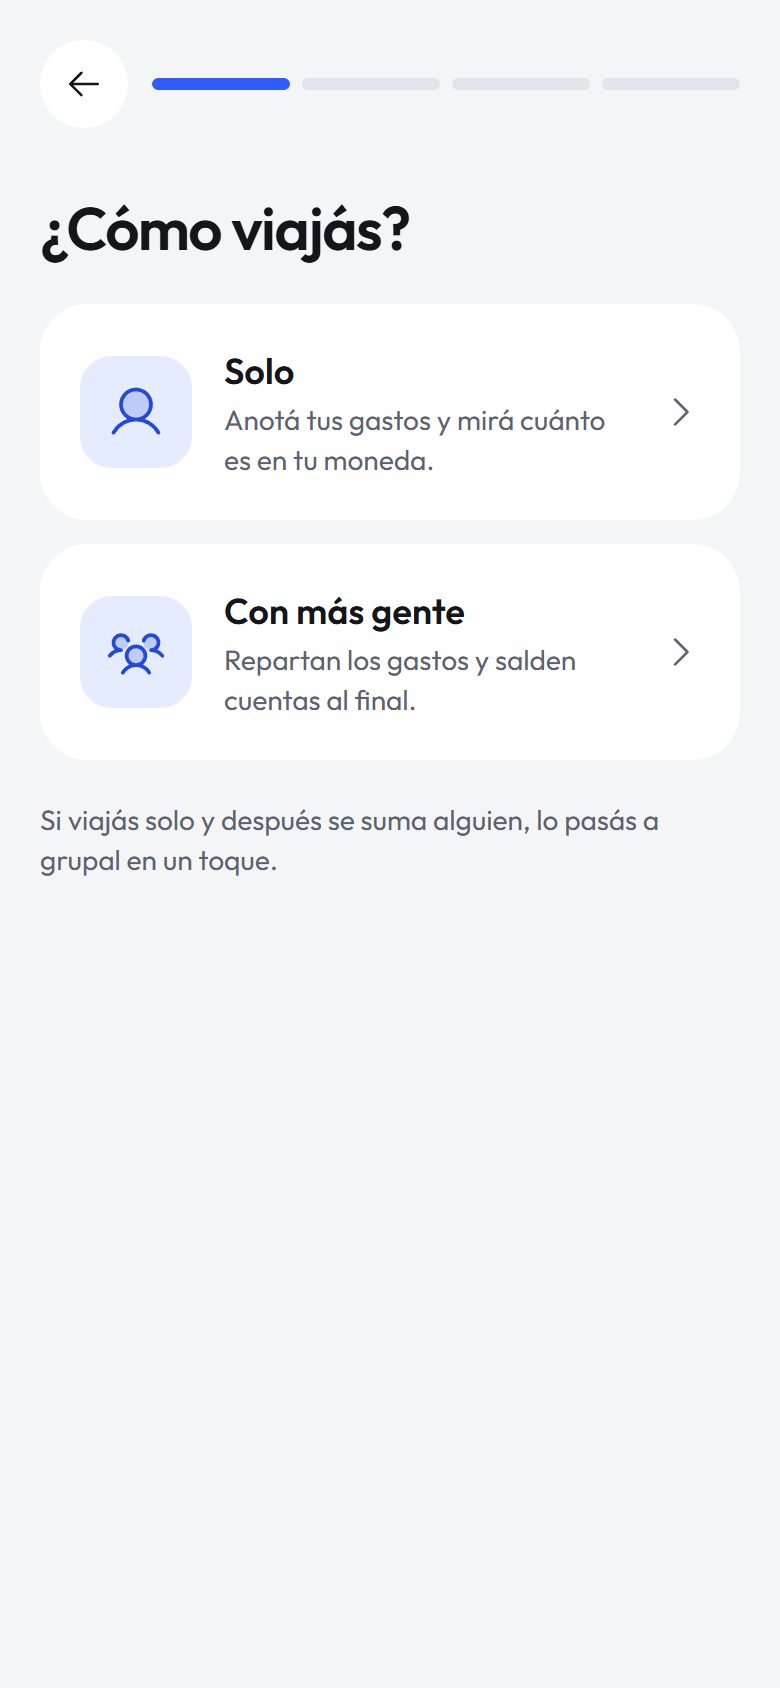 ¿Cómo viajás?
Solo
Anotá tus gastos y mirá cuánto
es en tu moneda.
Con más gente
Repartan los gastos y salden
cuentas al final.
Si viajás solo y después se suma alguien, lo pasás a
grupal en un toque.